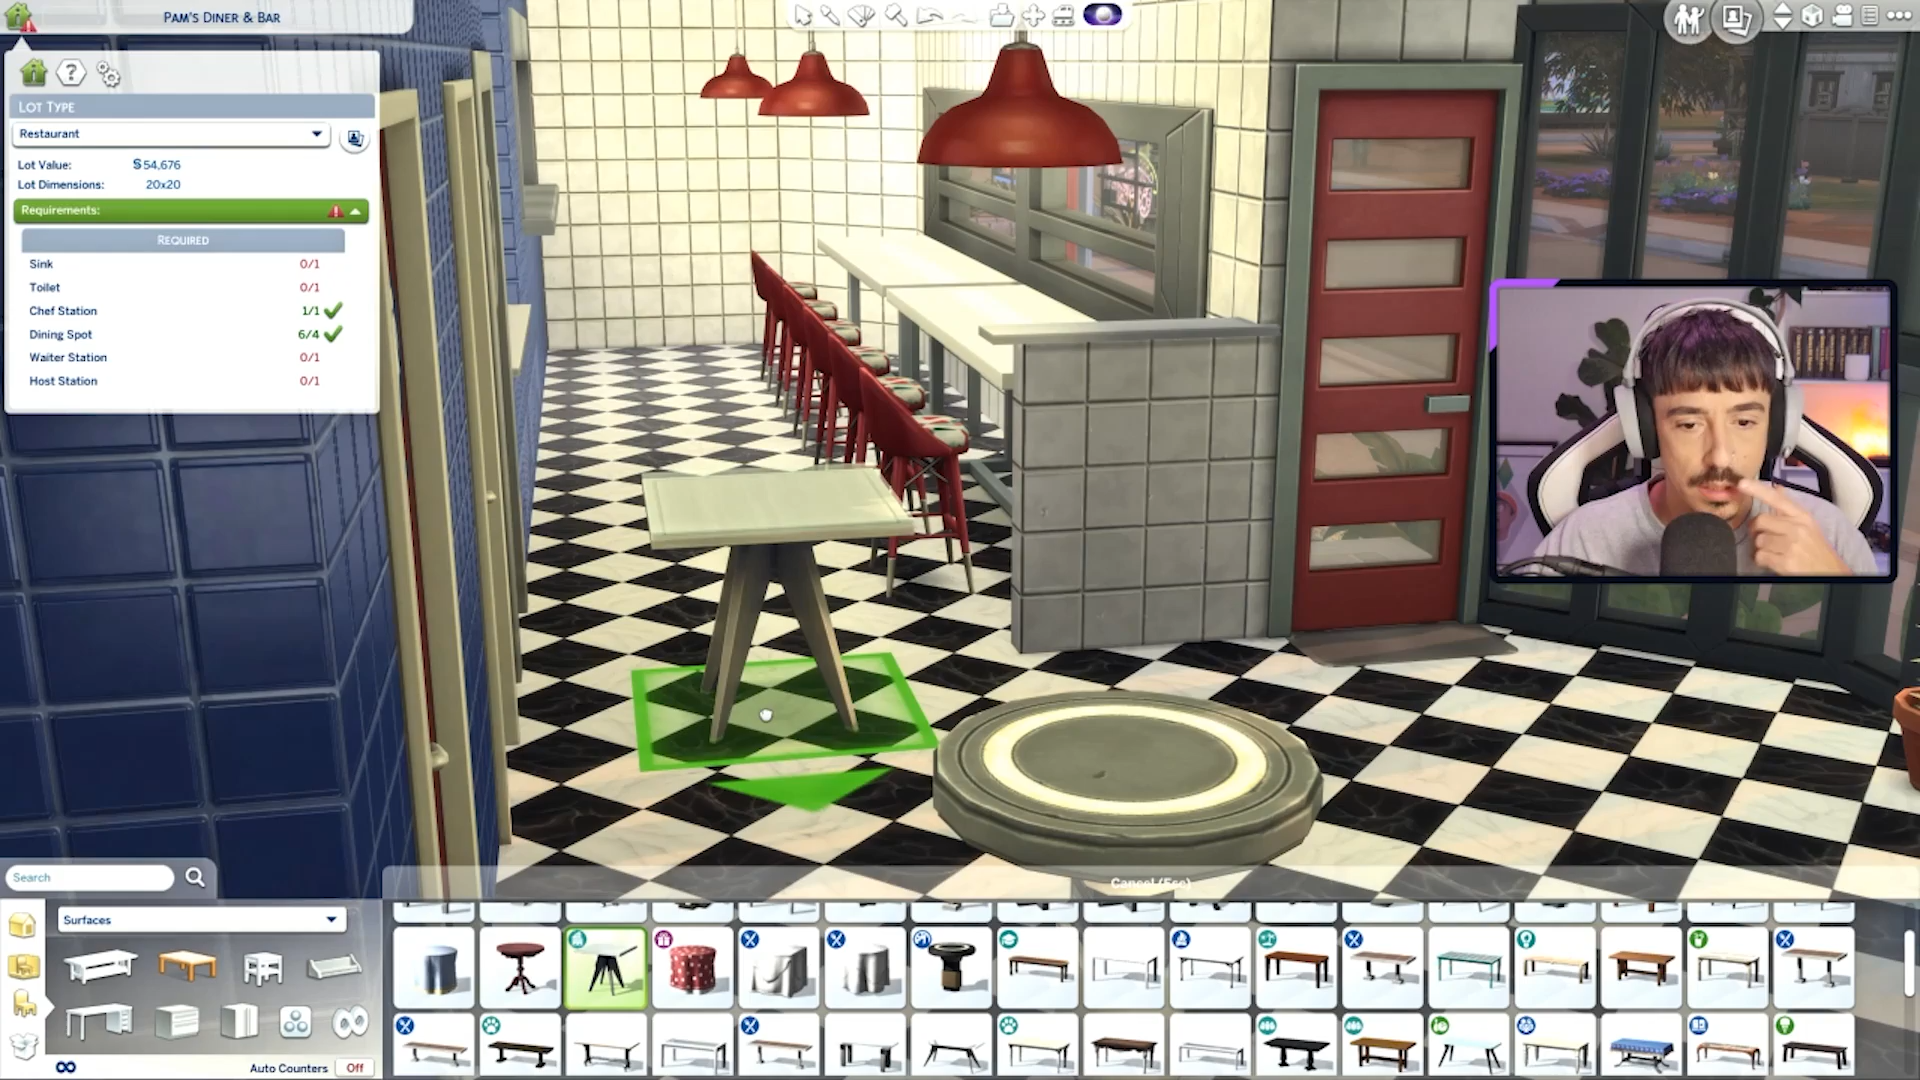 PAM'S DINER & BAR
LOT TYPE
Restaurant
Lot Value: §54,676
Lot Dimensions: 20x20
Requirements:
REQUIRED
Sink 0/1
Toilet 0/1
Chef Station 1/1
Dining Spot 6/4
Waiter Station 0/1
Host Station 0/1
Cancel (Esc)
Search
Surfaces
Auto Counters Off